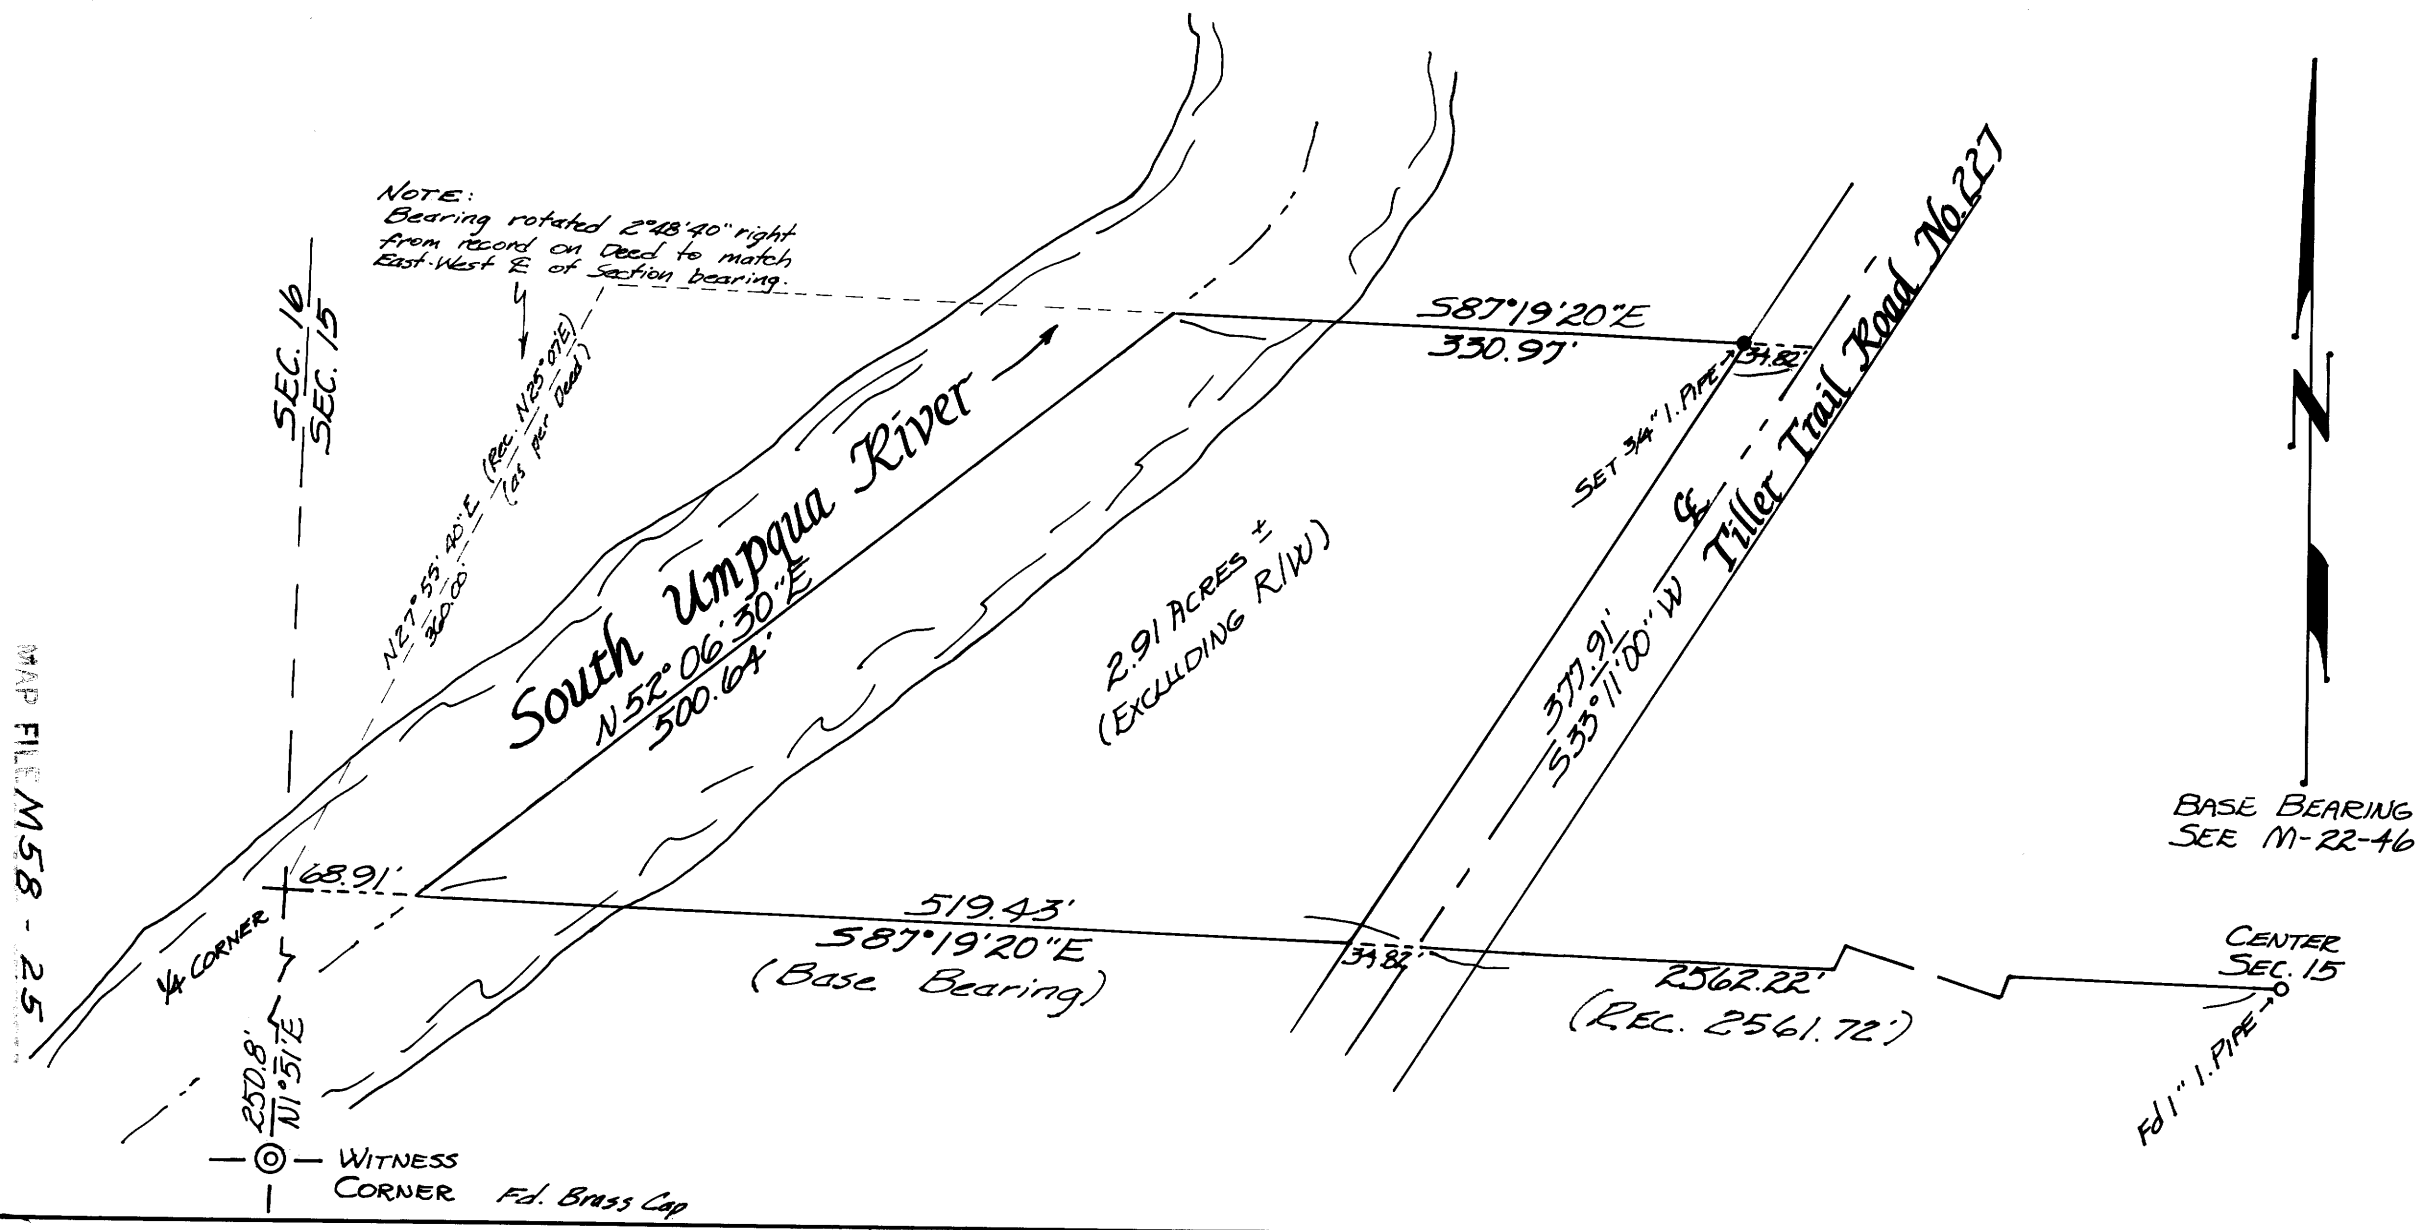 NOTE:
Bearing rotated 2°48'40" right
from record on Deed to match
East-West ℄ of Section bearing.
SEC. 16
SEC. 15
N27°55'40"E (Rec. N25°07'E)
360.00' (as per Deed)
South Umpqua River
N52°06'30"E
500.64'
S87°19'20"E
330.97'
34.82'
SET 3/4" I. PIPE
℄
Tiller Trail Road No. 227
2.91 ACRES ±
(EXCLUDING R/W)
377.91'
S33°11'00"W
BASE BEARING
SEE M-22-46
N
68.91'
1/4 CORNER
519.43'
S87°19'20"E
(Base Bearing)
34.82'
2562.22'
(REC. 2561.72')
CENTER
SEC. 15
Fd 1" I. PIPE
250.8'
N1°51'E
WITNESS
CORNER
Fd. Brass Cap
MAP FILE M58-25